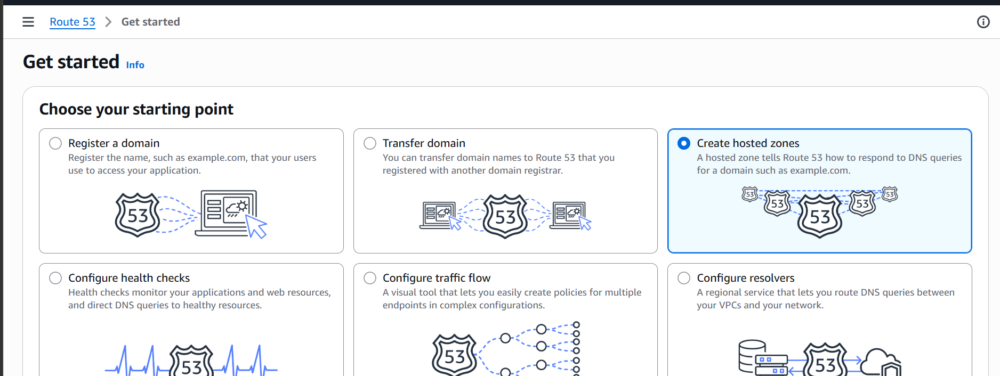 Route 53 > Get started
Get started Info
Choose your starting point
Register a domain
Register the name, such as example.com, that your users
use to access your application.
53
Transfer domain
You can transfer domain names to Route 53 that you
registered with another domain registrar.
53
Create hosted zones
A hosted zone tells Route 53 how to respond to DNS queries
for a domain such as example.com.
53
53
53
53
53
Configure health checks
Health checks monitor your applications and web resources,
and direct DNS queries to healthy resources.
53
Configure traffic flow
A visual tool that lets you easily create policies for multiple
endpoints in complex configurations.
53
Configure resolvers
A regional service that lets you route DNS queries between
your VPCs and your network.
53